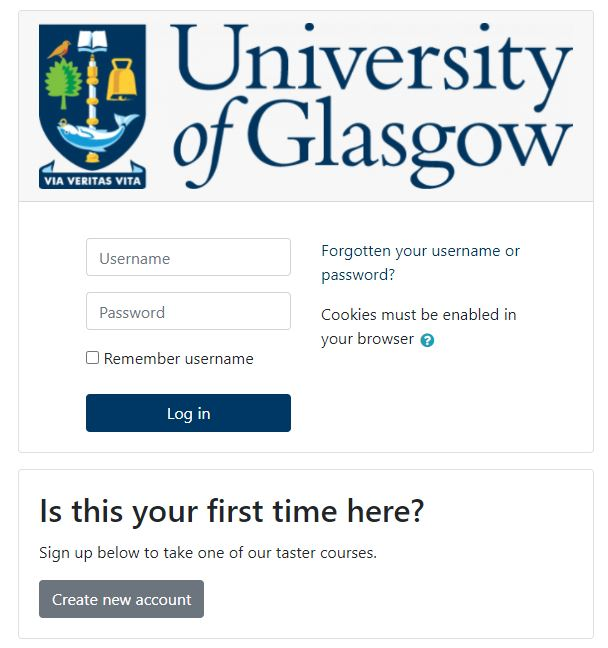 University
of Glasgow
VIA VERITAS VITA
Username
Password
Remember username
Log in
Forgotten your username or
password?
Cookies must be enabled in
your browser ?
Is this your first time here?
Sign up below to take one of our taster courses.
Create new account